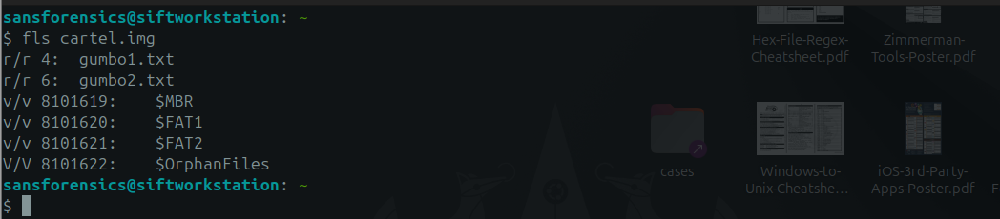 sansforensics@siftworkstation: ~
$ fls cartel.img
r/r 4:  gumbo1.txt
r/r 6:  gumbo2.txt
v/v 8101619:    $MBR
v/v 8101620:    $FAT1
v/v 8101621:    $FAT2
V/V 8101622:    $OrphanFiles
sansforensics@siftworkstation: ~
$
Hex-File-Regex-
Cheatsheet.pdf
Zimmerman-
Tools-Poster.pdf
cases
Windows-to-
Unix-Cheatshe...
iOS-3rd-Party-
Apps-Poster.pdf
F